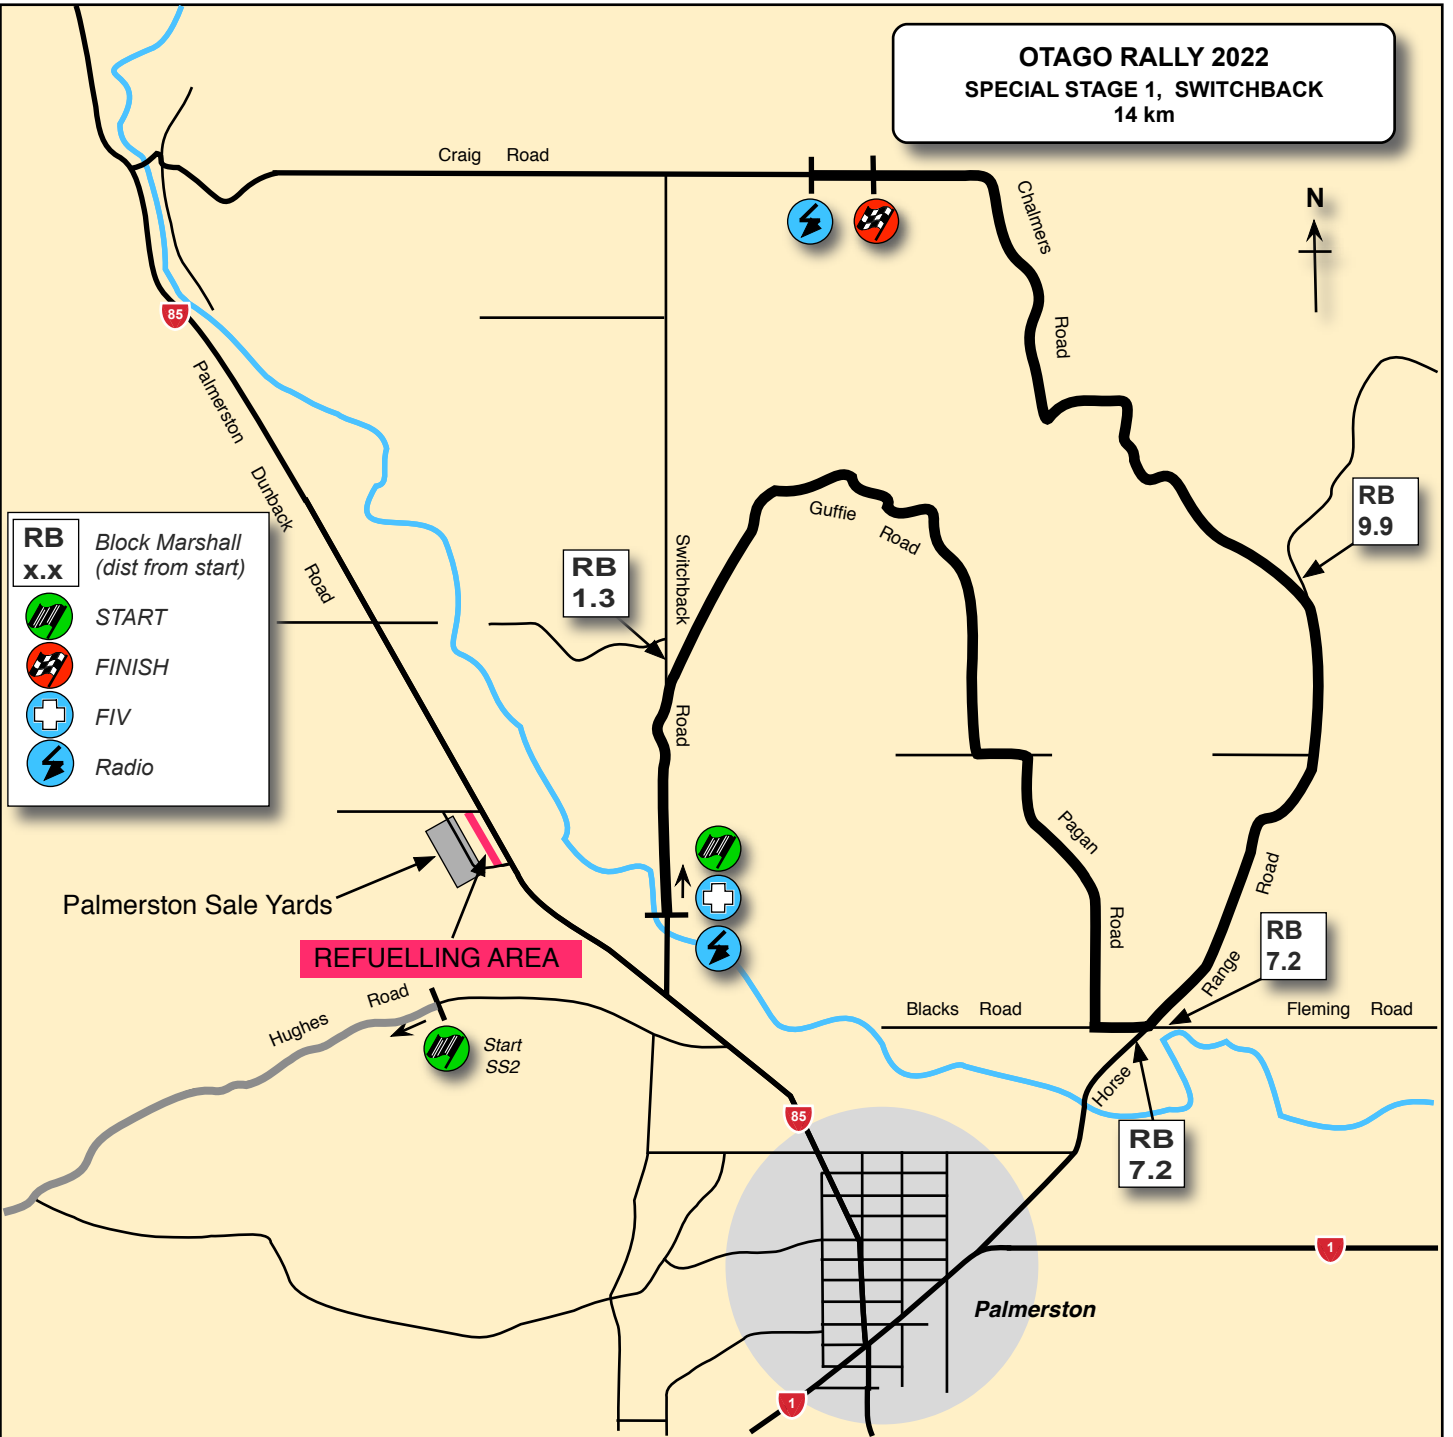 OTAGO RALLY 2022
SPECIAL STAGE 1, SWITCHBACK
14 km
Craig Road
Chalmers
Road
N
85
Palmerston
Dunback
Road
RB
9.9
Guffie
Road
RB
x.x
Block Marshall
(dist from start)
START
FINISH
FIV
Radio
RB
1.3
Switchback
Road
Pagan
Road
Palmerston Sale Yards
REFUELLING AREA
Road
Range
Horse
RB
7.2
Blacks Road
Fleming Road
Hughes
Road
Start
SS2
85
RB
7.2
1
Palmerston
1